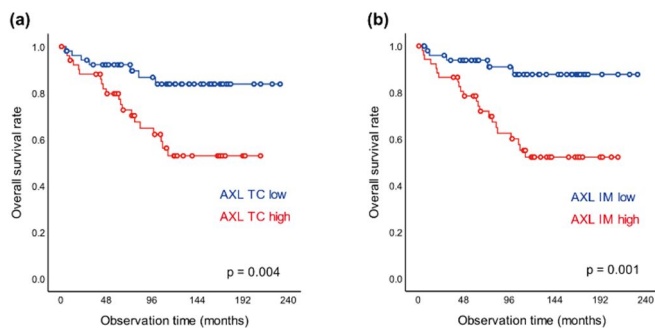 (a)
Overall survival rate
1.0
0.8
0.6
0.4
0.2
0.0
AXL TC low
AXL TC high
p = 0.004
0 48 96 144 192 240
Observation time (months)
(b)
Overall survival rate
1.0
0.8
0.6
0.4
0.2
0.0
AXL IM low
AXL IM high
p = 0.001
0 48 96 144 192 240
Observation time (months)